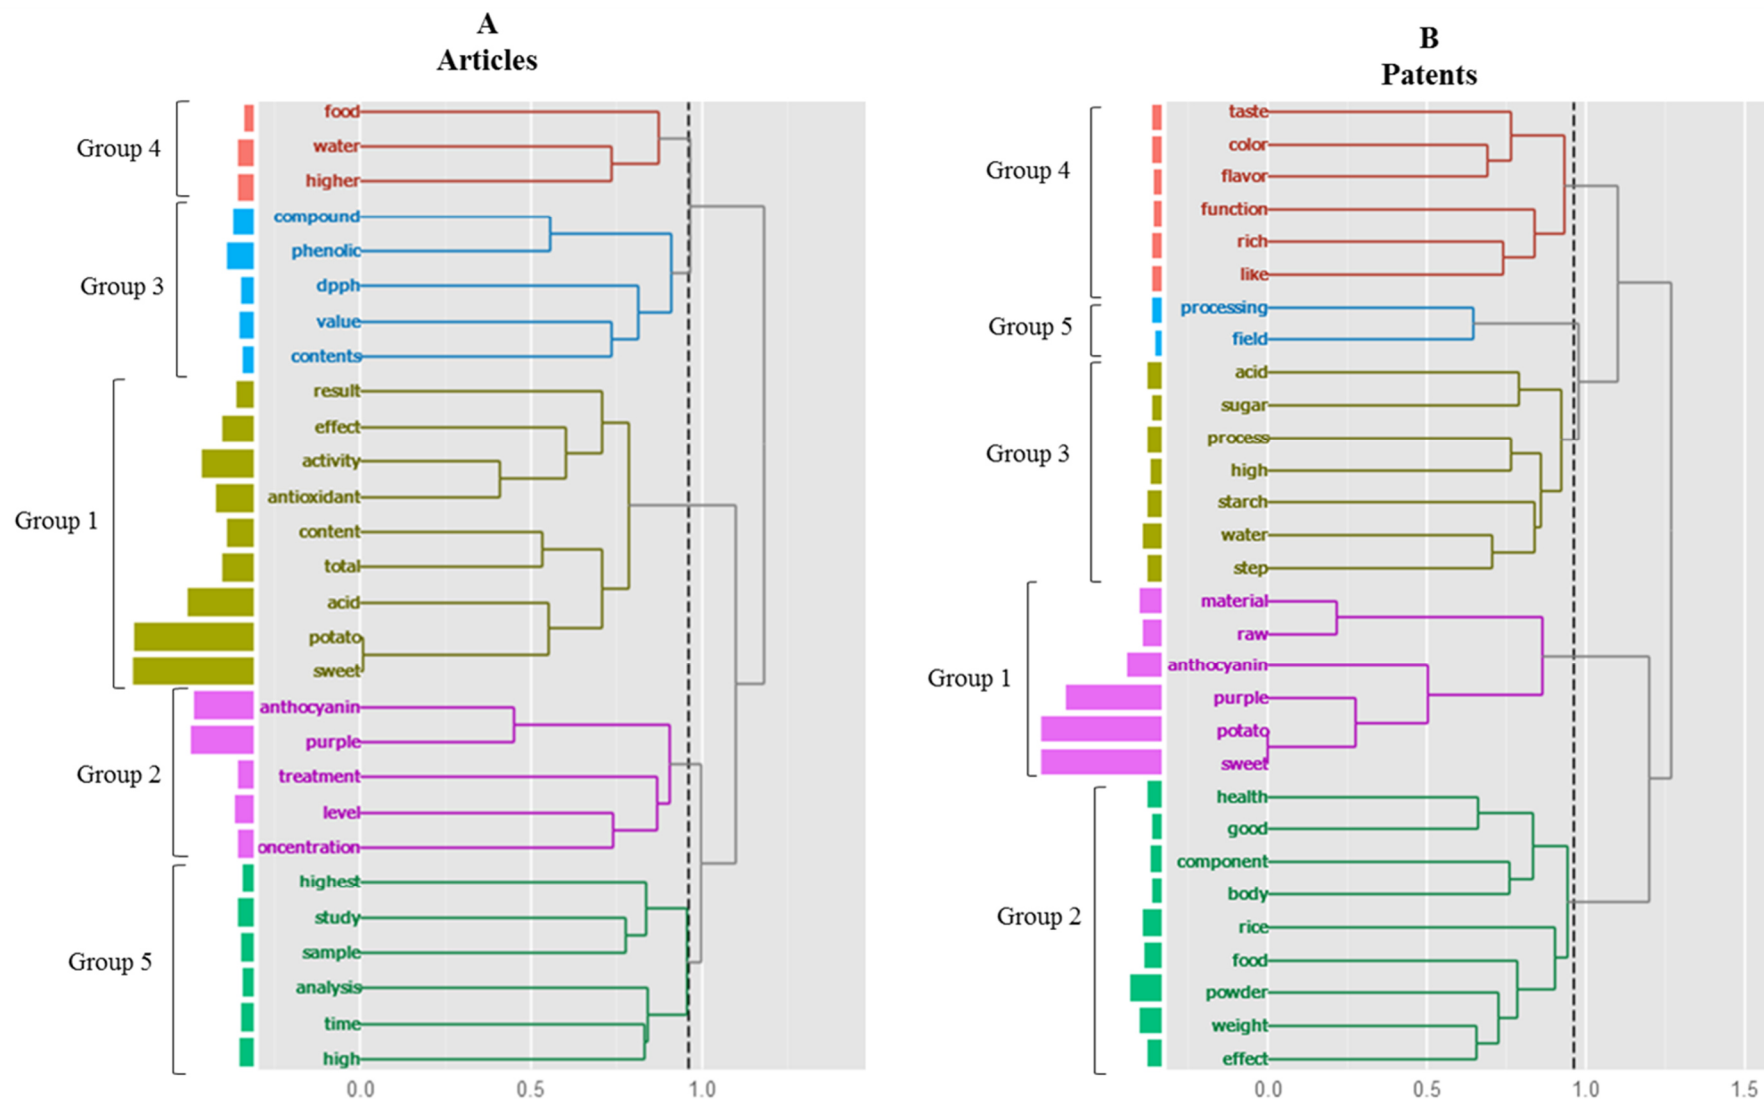 A
Articles
Group 4
food
water
higher
Group 3
compound
phenolic
dpph
value
contents
Group 1
result
effect
activity
antioxidant
content
total
acid
potato
sweet
Group 2
anthocyanin
purple
treatment
level
oncentration
Group 5
highest
study
sample
analysis
time
high
0.0 0.5 1.0
B
Patents
Group 4
taste
color
flavor
function
rich
like
Group 5
processing
field
Group 3
acid
sugar
process
high
starch
water
step
Group 1
material
raw
anthocyanin
purple
potato
sweet
Group 2
health
good
component
body
rice
food
powder
weight
effect
0.0 0.5 1.0 1.5